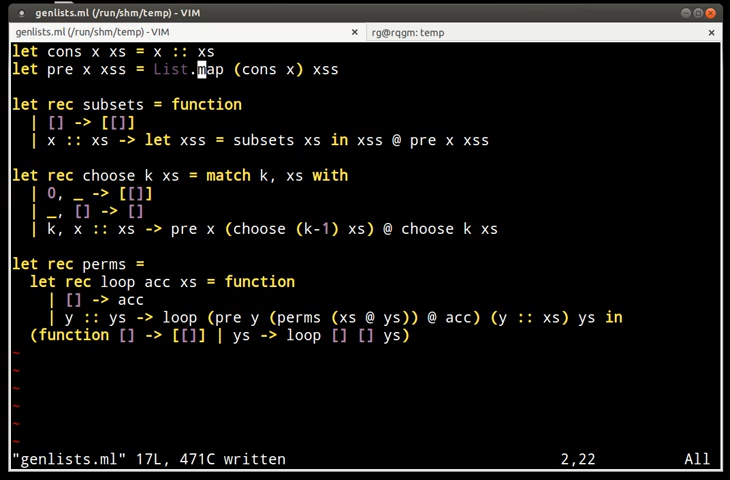 genlists.ml (/run/shm/temp) - VIM
genlists.ml (/run/shm/temp) - VIM × rg@rqgm: temp ×
let cons x xs = x :: xs
let pre x xss = List.map (cons x) xss
let rec subsets = function
  | [] -> [[]]
  | x :: xs -> let xss = subsets xs in xss @ pre x xss
let rec choose k xs = match k, xs with
  | 0, _ -> [[]]
  | _, [] -> []
  | k, x :: xs -> pre x (choose (k-1) xs) @ choose k xs
let rec perms =
  let rec loop acc xs = function
    | [] -> acc
    | y :: ys -> loop (pre y (perms (xs @ ys)) @ acc) (y :: xs) ys in
  (function [] -> [[]] | ys -> loop [] [] ys)
~
~
~
~
~
~
"genlists.ml" 17L, 471C written 2,22 All